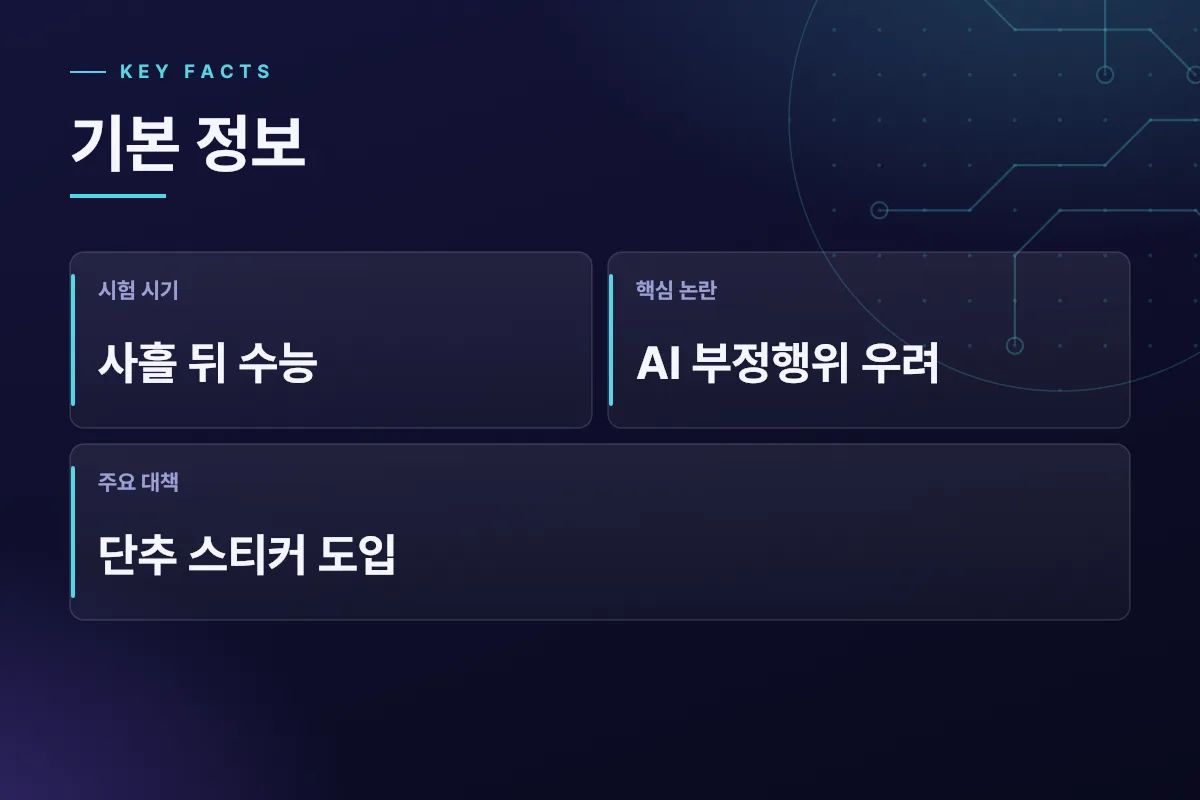 KEY FACTS
기본 정보
시험 시기
사흘 뒤 수능
핵심 논란
AI 부정행위 우려
주요 대책
단추 스티커 도입